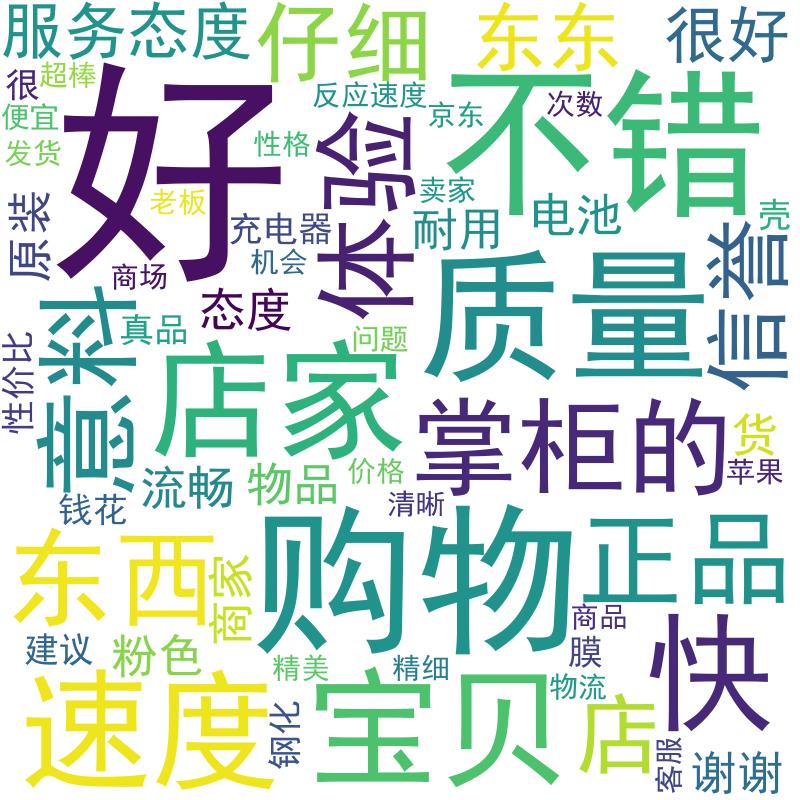 服务态度
仔细
东东
很好
很
超棒
好
不错
反应速度
京东
次数
便宜
发货
性格
体验
卖家
老板
耐用
电池
壳
原装
充电器
机会
信誉
商场
态度
质量
意料
真品
问题
性价比
店家
掌柜的
货
苹果
流畅
物品
价格
清晰
钱花
购物
正品
东西
商家
商品
快
建议
粉色
精美
精细
膜
物流
速度
宝贝
店
钢化
客服
谢谢